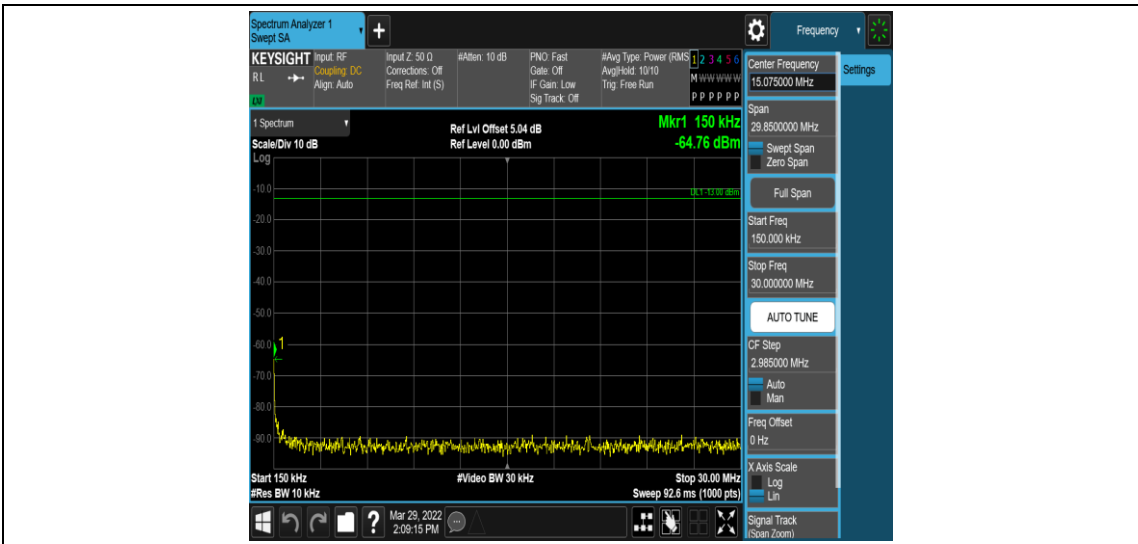 Spectrum Analyzer 1
Swept SA
+
Frequency
KEYSIGHT
RL
LXI
Input: RF
Coupling: DC
Align: Auto
Input Z: 50 Ω
Corrections: Off
Freq Ref: Int (S)
#Atten: 10 dB
PNO: Fast
Gate: Off
IF Gain: Low
Sig Track: Off
#Avg Type: Power (RMS
Avg|Hold: 10/10
Trig: Free Run
1 2 3 4 5 6
M W W W W W
P P P P P P
Center Frequency
15.075000 MHz
Settings
Span
29.8500000 MHz
Swept Span
Zero Span
Full Span
Start Freq
150.000 kHz
Stop Freq
30.000000 MHz
AUTO TUNE
CF Step
2.985000 MHz
Auto
Man
Freq Offset
0 Hz
X Axis Scale
Log
Lin
Signal Track
(Span Zoom)
1 Spectrum
Scale/Div 10 dB
Log
Ref Lvl Offset 5.04 dB
Ref Level 0.00 dBm
Mkr1 150 kHz
-64.76 dBm
DL1 -13.00 dBm
-10.0
-20.0
-30.0
-40.0
-50.0
-60.0
1
-70.0
-80.0
-90.0
Start 150 kHz
#Res BW 10 kHz
#Video BW 30 kHz
Stop 30.00 MHz
Sweep 92.6 ms (1000 pts)
?
Mar 29, 2022
2:09:15 PM